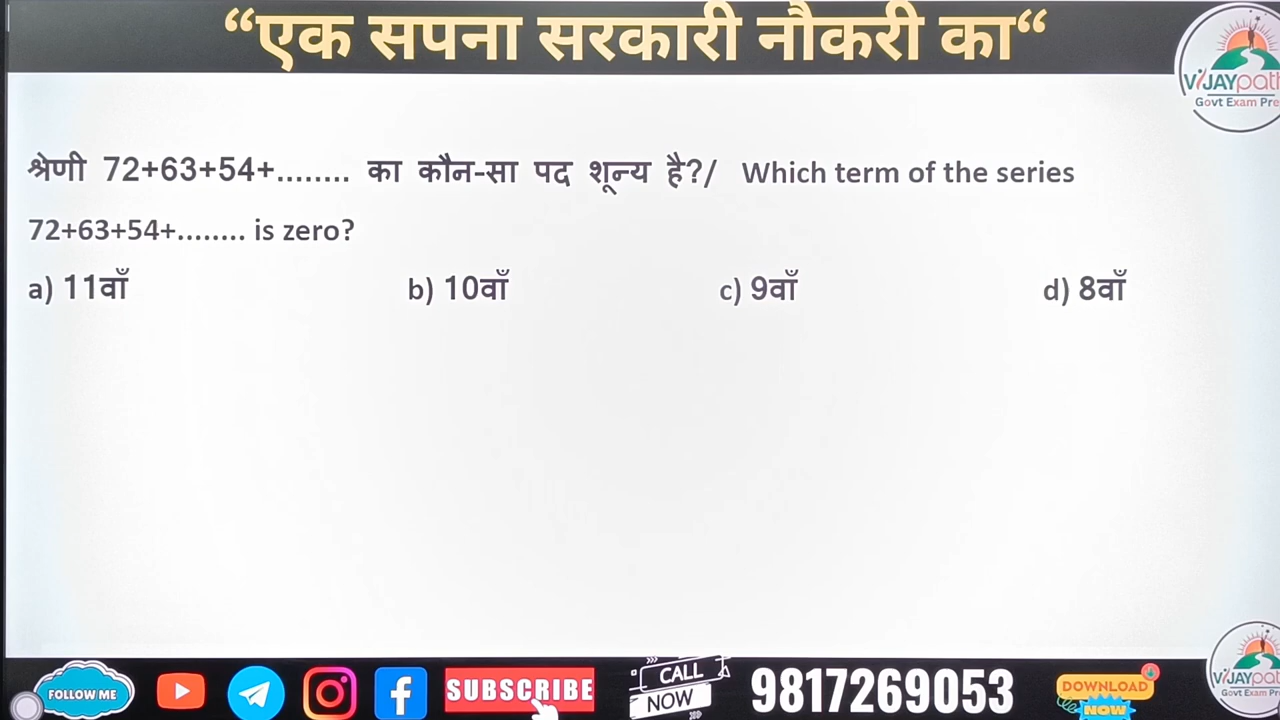 “एक सपना सरकारी नौकरी का“
VIJAYpath
Govt Exam Pre
श्रेणी 72+63+54+........ का कौन-सा पद शून्य है?/ Which term of the series
72+63+54+........ is zero?
a) 11वाँ b) 10वाँ c) 9वाँ d) 8वाँ
FOLLOW ME
SUBSCRIBE
CALL
NOW
9817269053
DOWNLOAD
NOW
VIJAYpath
Govt Exam Pre